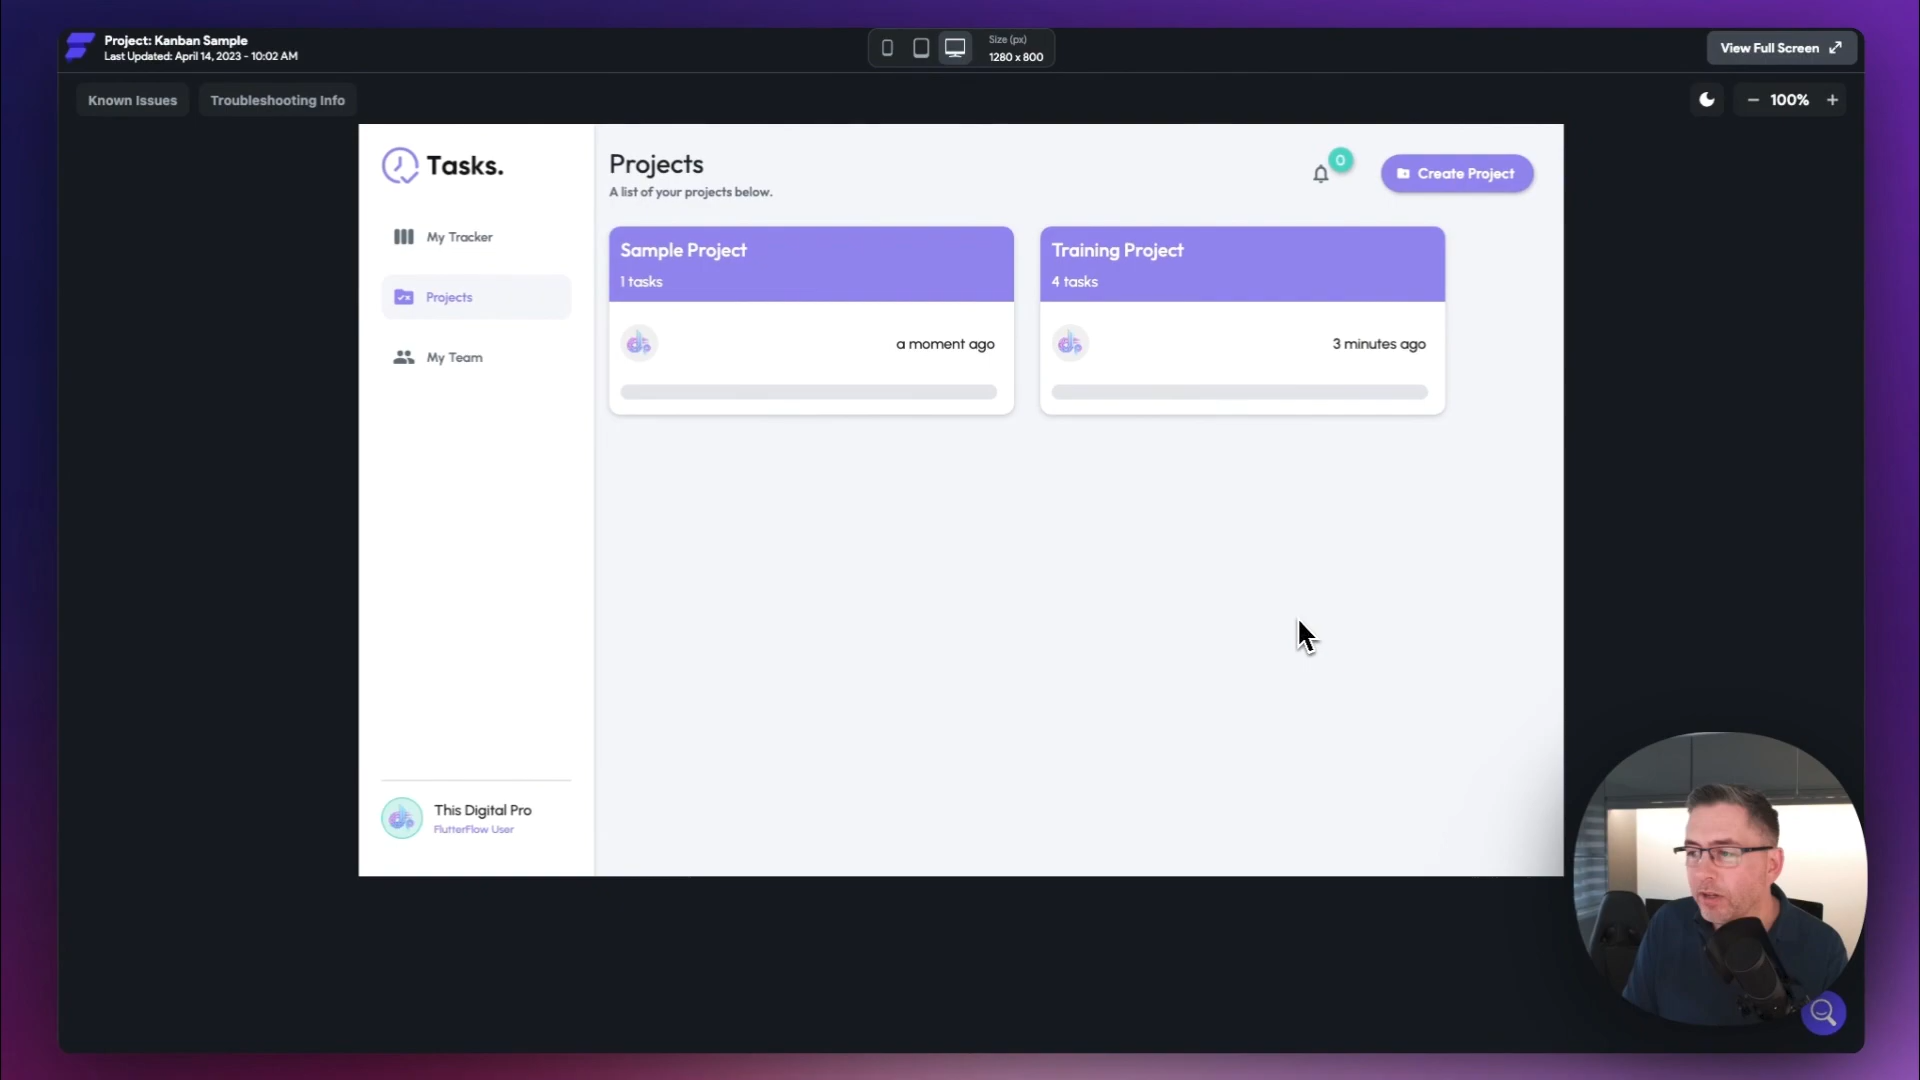 Project: Kanban Sample
Last Updated: April 14, 2023 - 10:02 AM
Size (px)
1280 x 800
View Full Screen
Known Issues
Troubleshooting Info
100%
Tasks.
My Tracker
Projects
My Team
Projects
A list of your projects below.
0
Create Project
Sample Project
1 tasks
a moment ago
Training Project
4 tasks
3 minutes ago
This Digital Pro
FlutterFlow User